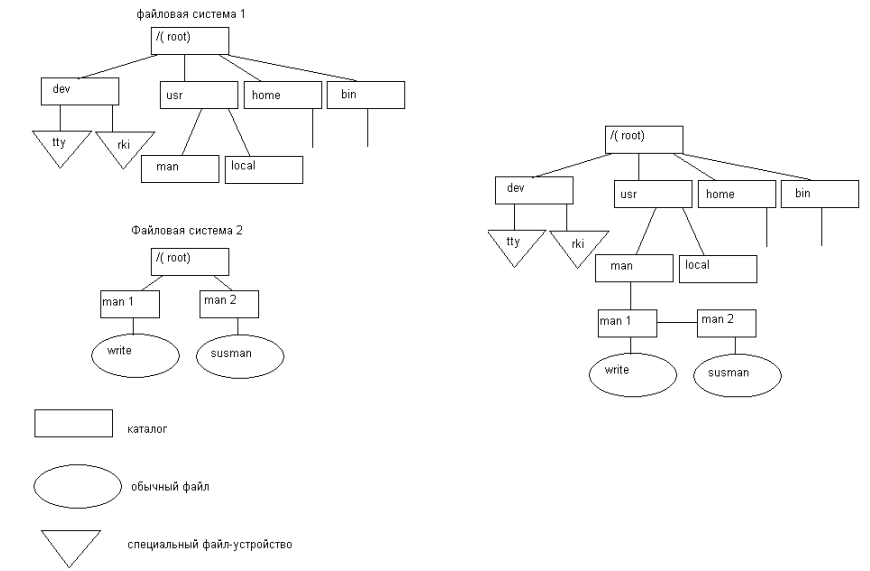 файловая система 1
/( root)
dev
usr
home
bin
tty
rki
man
local
Файловая система 2
/( root)
man 1
man 2
write
susman
каталог
обычный файл
специальный файл-устройство
/( root)
dev
usr
home
bin
tty
rki
man
local
man 1
man 2
write
susman